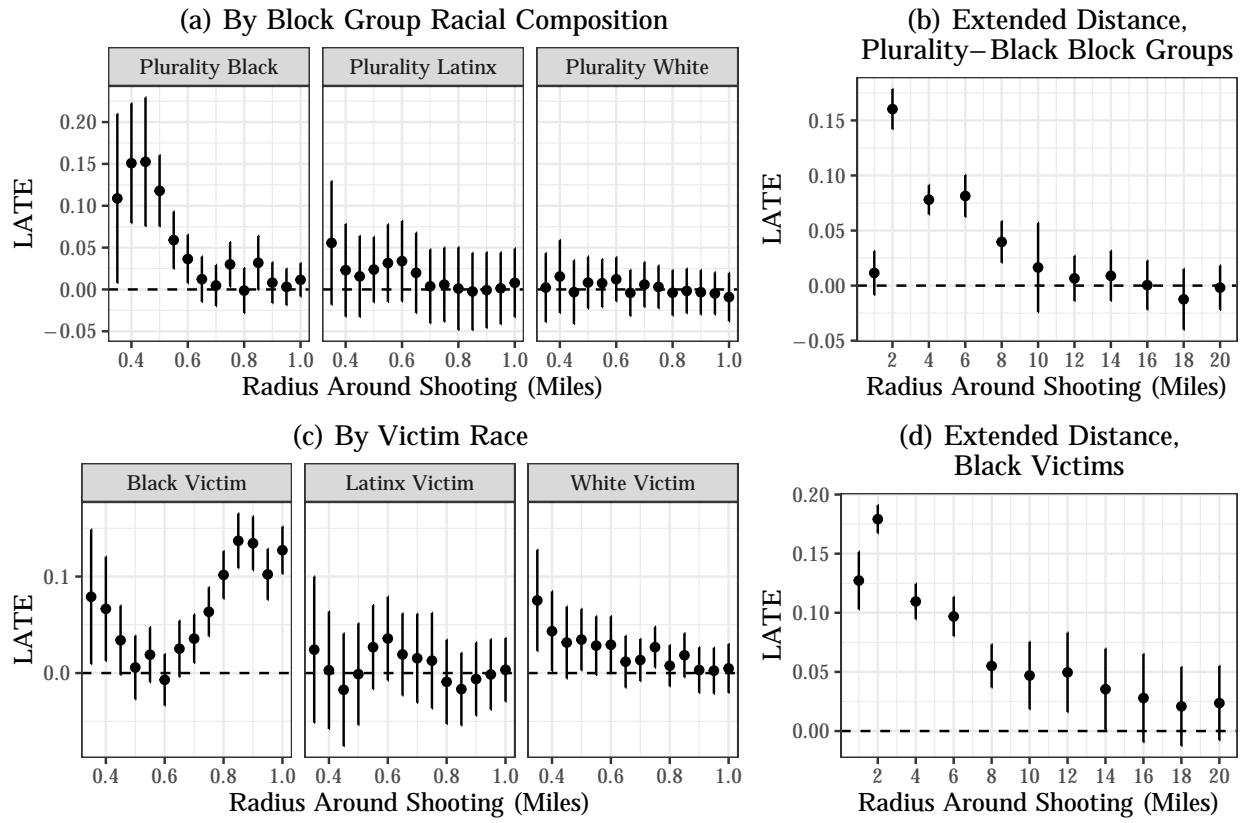 (a) By Block Group Racial Composition
Plurality Black
Plurality Latinx
Plurality White
LATE
0.20
0.15
0.10
0.05
0.00
−0.05
0.4 0.6 0.8 1.0
0.4 0.6 0.8 1.0
0.4 0.6 0.8 1.0
Radius Around Shooting (Miles)
(b) Extended Distance,
Plurality−Black Block Groups
LATE
0.15
0.10
0.05
0.00
−0.05
2 4 6 8 10 12 14 16 18 20
Radius Around Shooting (Miles)
(c) By Victim Race
Black Victim
Latinx Victim
White Victim
LATE
0.1
0.0
0.4 0.6 0.8 1.0
0.4 0.6 0.8 1.0
0.4 0.6 0.8 1.0
Radius Around Shooting (Miles)
(d) Extended Distance,
Black Victims
LATE
0.20
0.15
0.10
0.05
0.00
2 4 6 8 10 12 14 16 18 20
Radius Around Shooting (Miles)